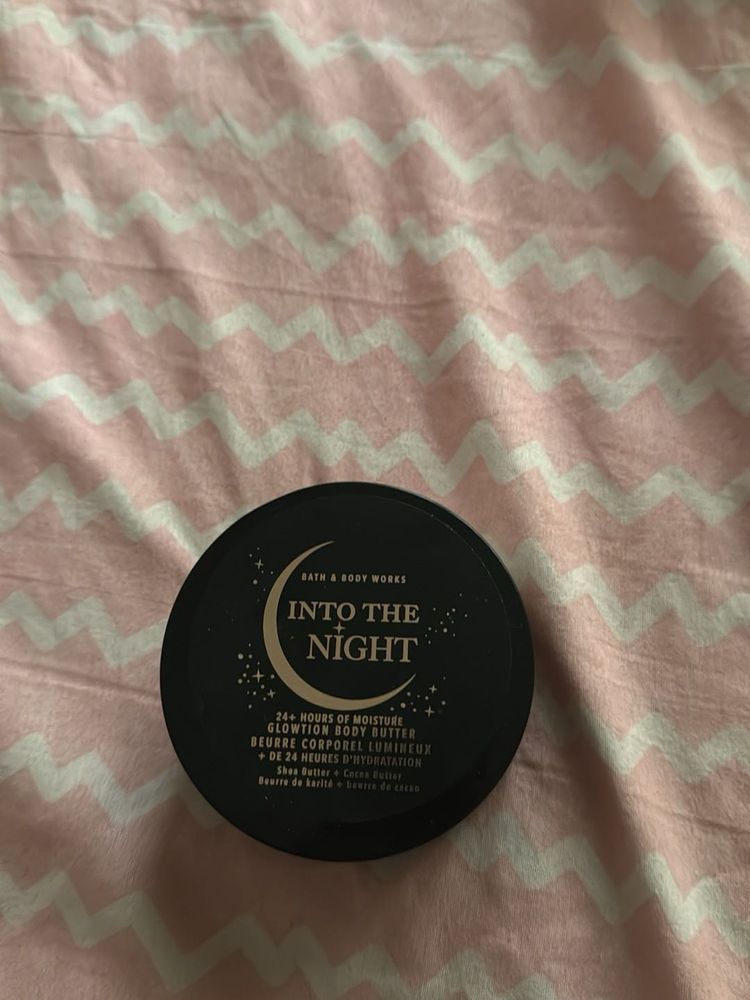 BATH & BODY WORKS
INTO THE
NIGHT
24+ HOURS OF MOISTURE
GLOWTION BODY BUTTER
BEURRE CORPOREL LUMINEUX
+ DE 24 HEURES D'HYDRATATION
Shea Butter + Cocoa Butter
Beurre de karité + beurre de cacao